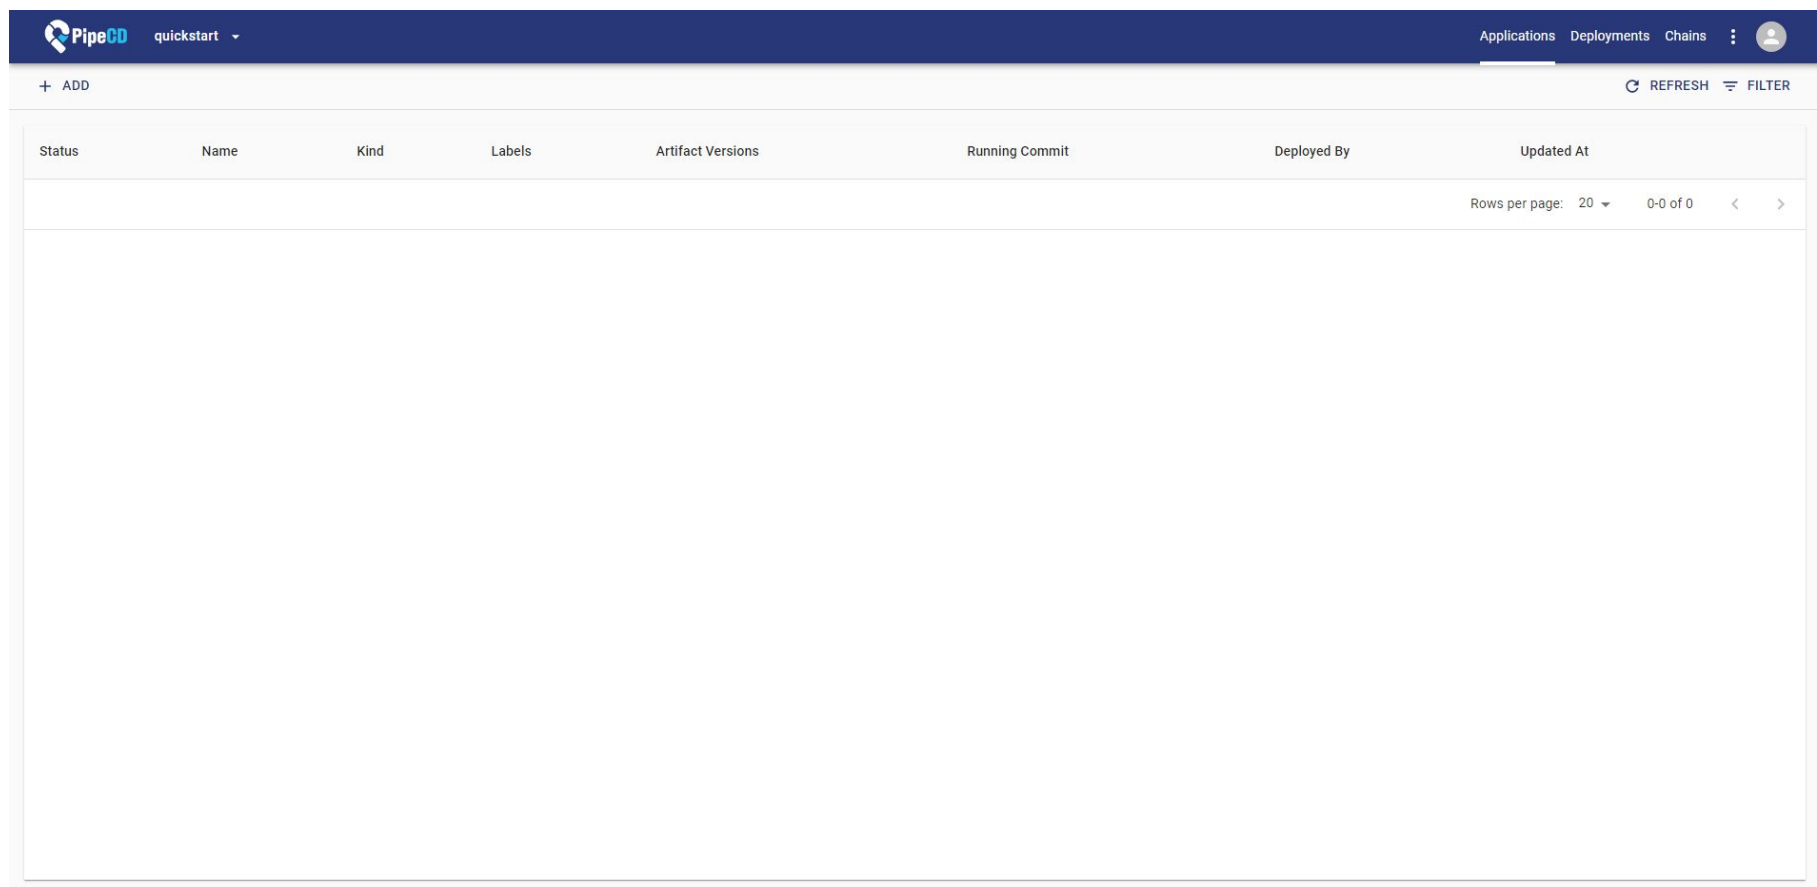 PipeCD quickstart Applications Deployments Chains
ADD REFRESH FILTER
Status Name Kind Labels Artifact Versions Running Commit Deployed By Updated At
Rows per page: 20 0-0 of 0